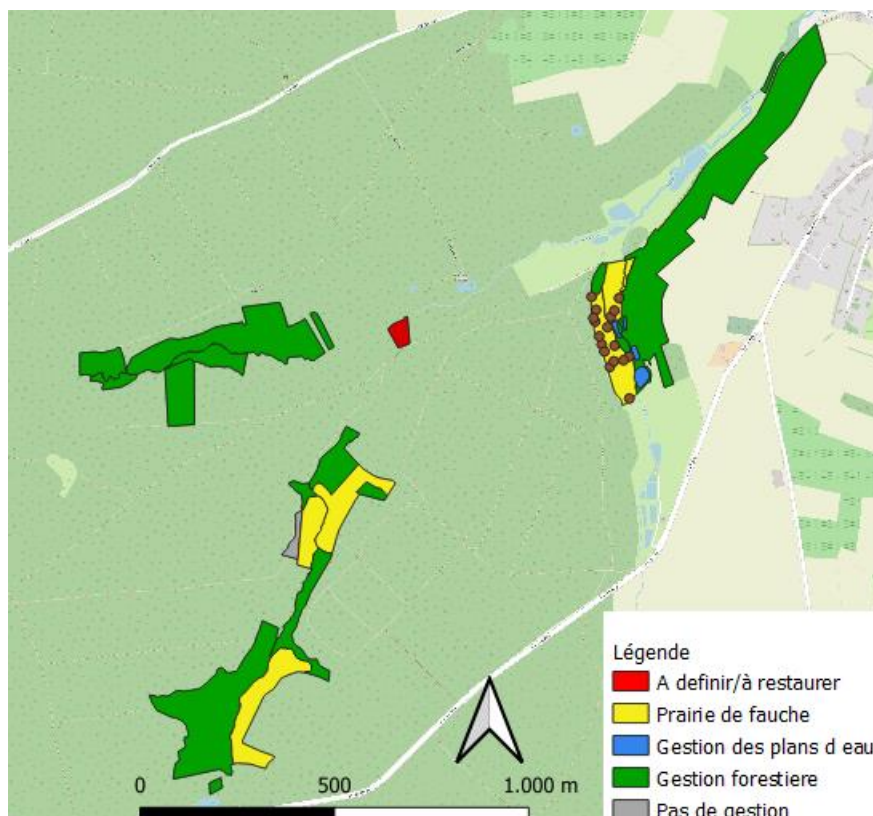 Légende
A definir/à restaurer
Prairie de fauche
Gestion des plans d eau
Gestion forestiere
Pas de gestion
0 500 1.000 m